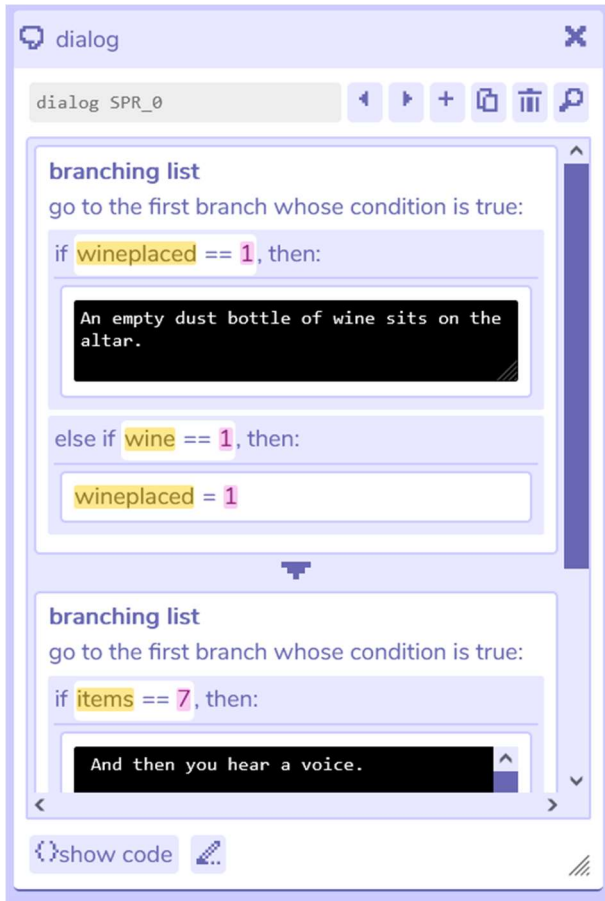 dialog
dialog SPR_0
branching list
go to the first branch whose condition is true:
if wineplaced == 1, then:
An empty dust bottle of wine sits on the
altar.
else if wine == 1, then:
wineplaced = 1
branching list
go to the first branch whose condition is true:
if items == 7, then:
And then you hear a voice.
{}show code